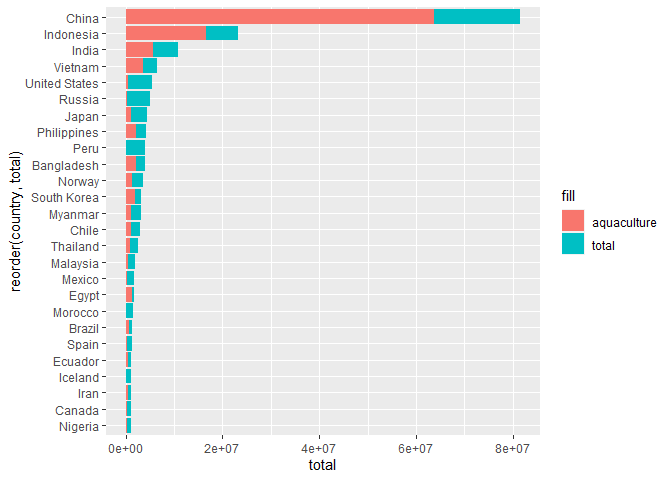 China
Indonesia
India
Vietnam
United States
Russia
Japan
Philippines
Peru
Bangladesh
Norway
South Korea
Myanmar
Chile
Thailand
Malaysia
Mexico
Egypt
Morocco
Brazil
Spain
Ecuador
Iceland
Iran
Canada
Nigeria
reorder(country, total)
0e+00 2e+07 4e+07 6e+07 8e+07
total
fill
aquaculture
total